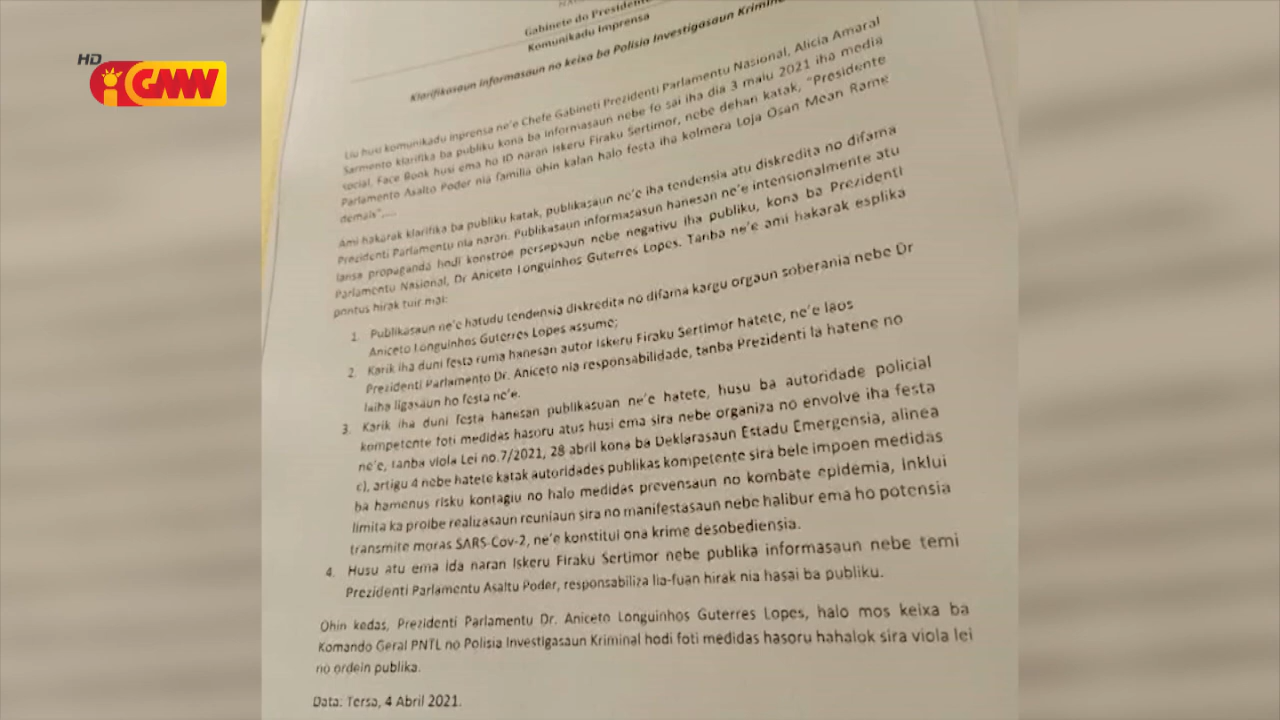 HD
GMN
Gabinete do Presidente
Komunikadu Imprensa
Klarifikasaun informasaun no keixa ba Polisia Investigasaun Krimina
Liu husi komunikadu inprensa ne'e Chefe Gabineti Prezidenti Parlamentu Nasional, Alicia Amaral
Sarmento klarifika ba publiku kona ba informasaun nebe fo sai iha dia 3 maiu 2021 iha media
social, Face Book husi ema ho ID naran Iskeru Firaku Sertimor, nebe dehan katak, "Presidente
Parlamento Asalto Poder nia familia ohin kalan halo festa iha kolmera Loja Osan Mean Rame
demais",....
Ami hakarak klarifika ba publiku katak, publikasaun ne'e iha tendensia atu diskredita no difama
Prezidenti Parlamentu nia naran. Publikasaun informasasun hanesan ne'e intensionalmente atu
lansa propaganda hodi konstroe persepsaun nebe negativu iha publiku, kona ba Prezidenti
Parlamentu Nasional, Dr Aniceto Longuinhos Guterres Lopes. Tanba ne'e ami hakarak esplika
pontus hirak tuir mai:
1. Publikasaun ne'e hatudu tendensia diskredita no difama kargu orgaun soberania nebe Dr
Aniceto Longuinhos Guterres Lopes assume;
2. Karik iha duni festa ruma hanesan autor Iskeru Firaku Sertimor hatete, ne'e laos
Prezidenti Parlamento Dr. Aniceto nia responsabilidade, tanba Prezidenti la hatene no
laiha ligasaun ho festa ne'e.
3. Karik iha duni festa hanesan publikasuan ne'e hatete, husu ba autoridade policial
kompetente foti medidas hasoru atus husi ema sira nebe organiza no envolve iha festa
ne'e, tanba viola Lei no.7/2021, 28 abril kona ba Deklarasaun Estadu Emergensia, alinea
c), artigu 4 nebe hatete katak autoridades publikas kompetente sira bele impoen medidas
ba hamenus risku kontagiu no halo medidas prevensaun no kombate epidemia, inklui
limita ka proibe realizasaun reuniaun sira no manifestasaun nebe halibur ema ho potensia
transmite moras SARS-Cov-2, ne'e konstitui ona krime desobediensia.
4. Husu atu ema ida naran Iskeru Firaku Sertimor nebe publika informasaun nebe temi
Prezidenti Parlamentu Asaltu Poder, responsabiliza lia-fuan hirak nia hasai ba publiku.
Ohin kedas, Prezidenti Parlamentu Dr. Aniceto Longuinhos Guterres Lopes, halo mos keixa ba
Komando Geral PNTL no Polisia Investigasaun Kriminal hodi foti medidas hasoru hahalok sira viola lei
no ordein publika.
Data: Tersa, 4 Abril 2021.